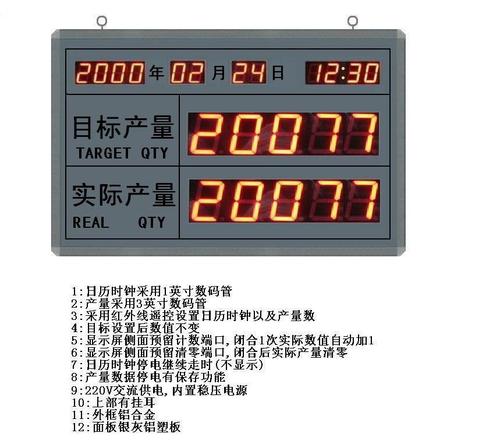 2000年02月24日 12:30
目标产量 20077
TARGET QTY
实际产量 20077
REAL QTY
1:日历时钟采用1英寸数码管
2:产量采用3英寸数码管
3:采用红外线遥控设置日历时钟以及产量数
4:目标设置后数值不变
5:显示屏侧面预留计数端口,闭合1次实际数值自动加1
6:显示屏侧面预留清零端口,闭合后实际产量清零
7:日历时钟停电继续走时(不显示)
8:产量数据停电有保存功能
9:220V交流供电,内置稳压电源
10:上部有挂耳
11:外框铝合金
12:面板银灰铝塑板